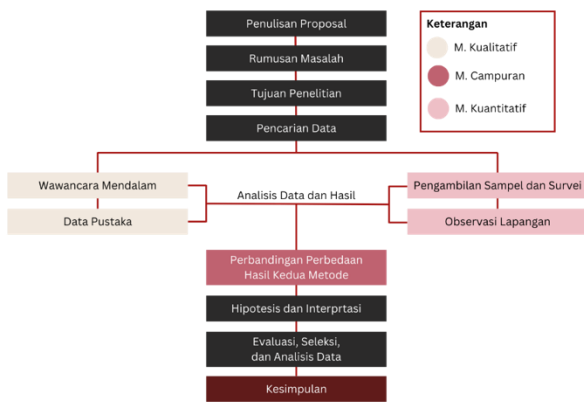 Penulisan Proposal
Rumusan Masalah
Tujuan Penelitian
Pencarian Data
Keterangan
M. Kualitatif
M. Campuran
M. Kuantitatif
Wawancara Mendalam
Data Pustaka
Analisis Data dan Hasil
Pengambilan Sampel dan Survei
Observasi Lapangan
Perbandingan Perbedaan
Hasil Kedua Metode
Hipotesis dan Interprtasi
Evaluasi, Seleksi,
dan Analisis Data
Kesimpulan